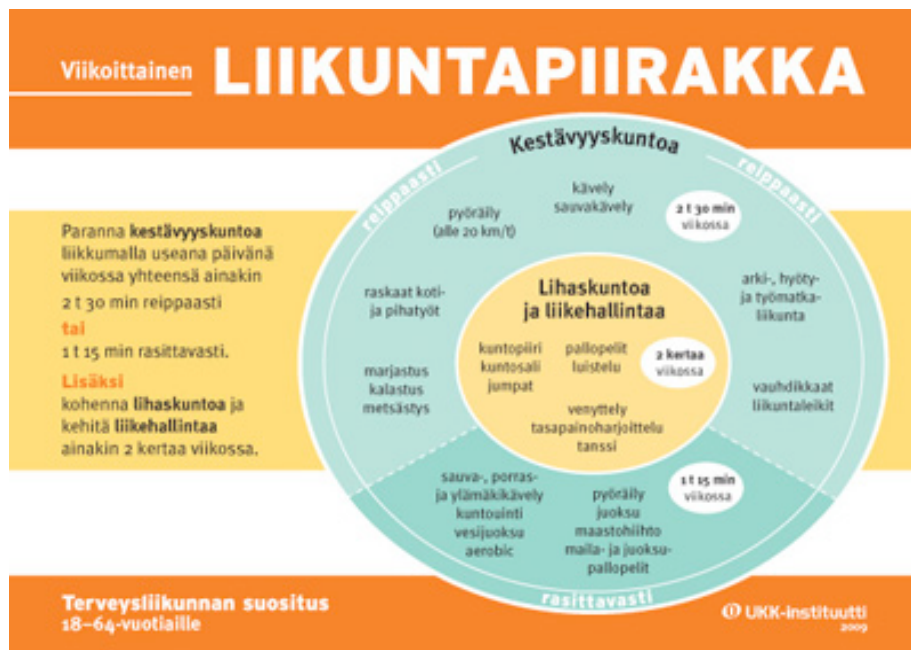 Viikoittainen LIIKUNTAPIIRAKKA
Paranna kestävyyskuntoa
liikkumalla useana päivänä
viikossa yhteensä ainakin
2 t 30 min reippaasti
tai
1 t 15 min rasittavasti.
Lisäksi
kohenna lihaskuntoa ja
kehitä liikehallintaa
ainakin 2 kertaa viikossa.
Kestävyyskuntoa
reippaasti
reippaasti
kävely
sauvakävely
2 t 30 min
viikossa
pyöräily
(alle 20 km/t)
arki-, hyöty-
ja työmatka-
liikunta
raskaat koti-
ja pihatyöt
marjastus
kalastus
metsästys
vauhdikkaat
liikuntaleikit
Lihaskuntoa
ja liikehallintaa
kuntopiiri
kuntosali
jumpat
pallopelit
luistelu
2 kertaa
viikossa
venyttely
tasapainoharjoittelu
tanssi
sauva-, porras-
ja ylämäkikävely
kuntouinti
vesijuoksu
aerobic
pyöräily
juoksu
maastohiihto
maila- ja juoksu-
pallopelit
1 t 15 min
viikossa
rasittavasti
Terveysliikunnan suositus
18–64-vuotiaille
UKK-instituutti
2009